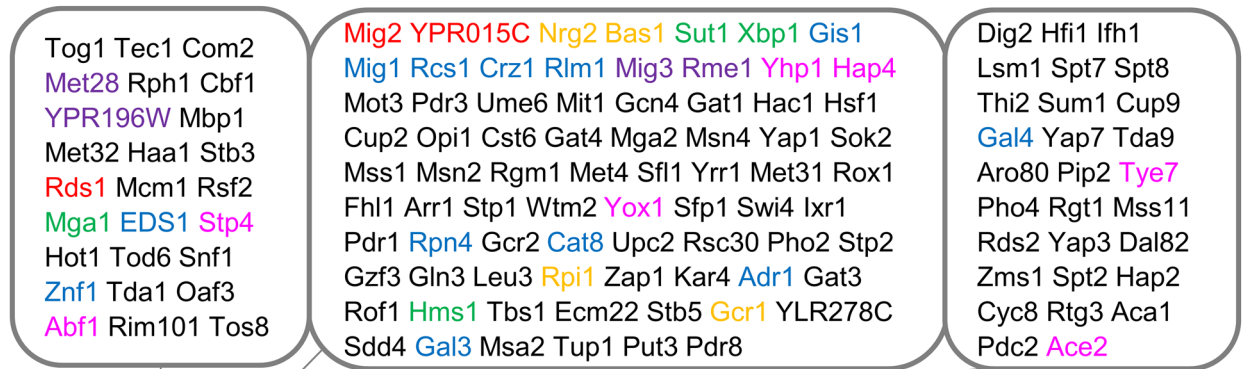 Tog1 Tec1 Com2
Met28 Rph1 Cbf1
YPR196W Mbp1
Met32 Haa1 Stb3
Rds1 Mcm1 Rsf2
Mga1 EDS1 Stp4
Hot1 Tod6 Snf1
Znf1 Tda1 Oaf3
Abf1 Rim101 Tos8
Mig2 YPR015C Nrg2 Bas1 Sut1 Xbp1 Gis1
Mig1 Rcs1 Crz1 Rlm1 Mig3 Rme1 Yhp1 Hap4
Mot3 Pdr3 Ume6 Mit1 Gcn4 Gat1 Hac1 Hsf1
Cup2 Opi1 Cst6 Gat4 Mga2 Msn4 Yap1 Sok2
Mss1 Msn2 Rgm1 Met4 Sfl1 Yrr1 Met31 Rox1
Fhl1 Arr1 Stp1 Wtm2 Yox1 Sfp1 Swi4 Ixr1
Pdr1 Rpn4 Gcr2 Cat8 Upc2 Rsc30 Pho2 Stp2
Gzf3 Gln3 Leu3 Rpi1 Zap1 Kar4 Adr1 Gat3
Rof1 Hms1 Tbs1 Ecm22 Stb5 Gcr1 YLR278C
Sdd4 Gal3 Msa2 Tup1 Put3 Pdr8
Dig2 Hfi1 Ifh1
Lsm1 Spt7 Spt8
Thi2 Sum1 Cup9
Gal4 Yap7 Tda9
Aro80 Pip2 Tye7
Pho4 Rgt1 Mss11
Rds2 Yap3 Dal82
Zms1 Spt2 Hap2
Cyc8 Rtg3 Aca1
Pdc2 Ace2